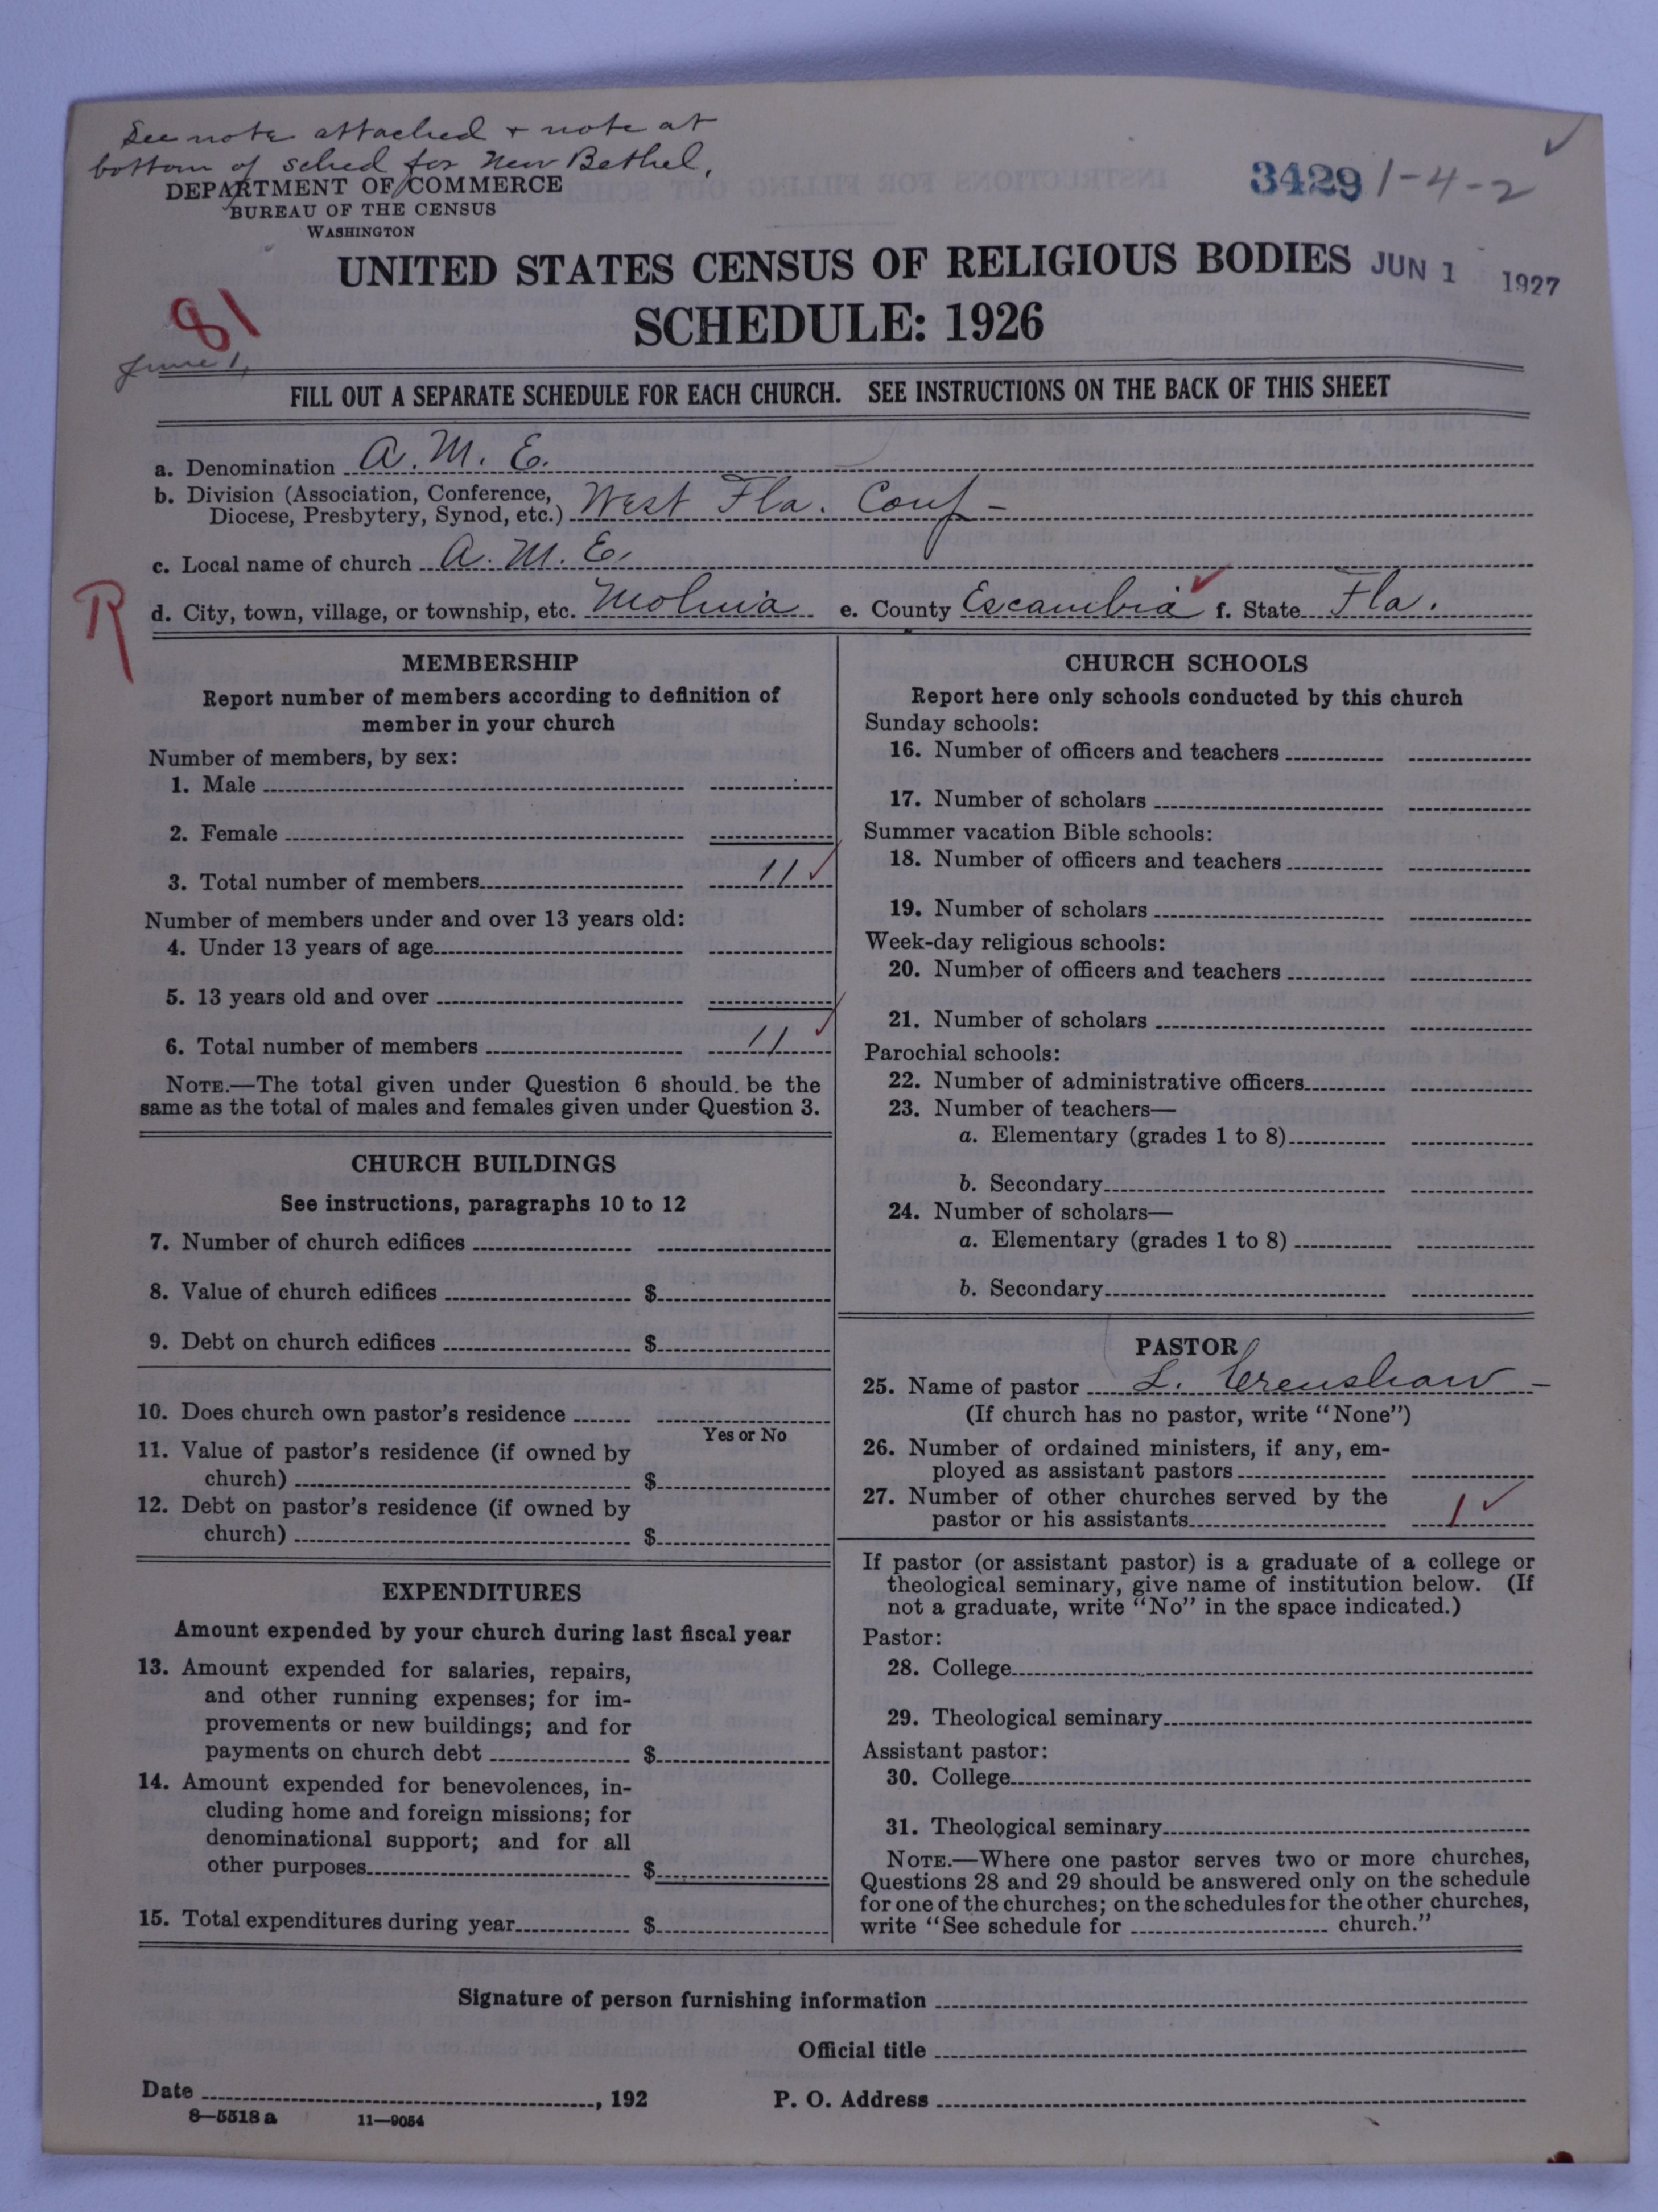 See note attached + note at
bottom of sched for New Bethel,
DEPARTMENT OF COMMERCE
BUREAU OF THE CENSUS
WASHINGTON
3429 1-4-2
UNITED STATES CENSUS OF RELIGIOUS BODIES JUN 1 1927
SCHEDULE: 1926
81
June 1,
FILL OUT A SEPARATE SCHEDULE FOR EACH CHURCH. SEE INSTRUCTIONS ON THE BACK OF THIS SHEET
a. Denomination A. M. E.
b. Division (Association, Conference,
Diocese, Presbytery, Synod, etc.) West Fla. Conf -
c. Local name of church A. M. E.
R
d. City, town, village, or township, etc. Molina e. County Escambia f. State Fla.
MEMBERSHIP
Report number of members according to definition of
member in your church
Number of members, by sex:
1. Male
2. Female
3. Total number of members 11
Number of members under and over 13 years old:
4. Under 13 years of age
5. 13 years old and over
6. Total number of members 11
NOTE.—The total given under Question 6 should be the
same as the total of males and females given under Question 3.
CHURCH BUILDINGS
See instructions, paragraphs 10 to 12
7. Number of church edifices
8. Value of church edifices $
9. Debt on church edifices $
10. Does church own pastor's residence
Yes or No
11. Value of pastor's residence (if owned by
church) $
12. Debt on pastor's residence (if owned by
church) $
EXPENDITURES
Amount expended by your church during last fiscal year
13. Amount expended for salaries, repairs,
and other running expenses; for im-
provements or new buildings; and for
payments on church debt $
14. Amount expended for benevolences, in-
cluding home and foreign missions; for
denominational support; and for all
other purposes $
15. Total expenditures during year $
CHURCH SCHOOLS
Report here only schools conducted by this church
Sunday schools:
16. Number of officers and teachers
17. Number of scholars
Summer vacation Bible schools:
18. Number of officers and teachers
19. Number of scholars
Week-day religious schools:
20. Number of officers and teachers
21. Number of scholars
Parochial schools:
22. Number of administrative officers
23. Number of teachers—
a. Elementary (grades 1 to 8)
b. Secondary
24. Number of scholars—
a. Elementary (grades 1 to 8)
b. Secondary
PASTOR
25. Name of pastor L. Crenshaw -
(If church has no pastor, write "None")
26. Number of ordained ministers, if any, em-
ployed as assistant pastors
27. Number of other churches served by the
pastor or his assistants 1
If pastor (or assistant pastor) is a graduate of a college or
theological seminary, give name of institution below. (If
not a graduate, write "No" in the space indicated.)
Pastor:
28. College
29. Theological seminary
Assistant pastor:
30. College
31. Theological seminary
NOTE.—Where one pastor serves two or more churches,
Questions 28 and 29 should be answered only on the schedule
for one of the churches; on the schedules for the other churches,
write "See schedule for church."
Signature of person furnishing information
Official title
Date , 192 P. O. Address
8—5518 a 11—9054